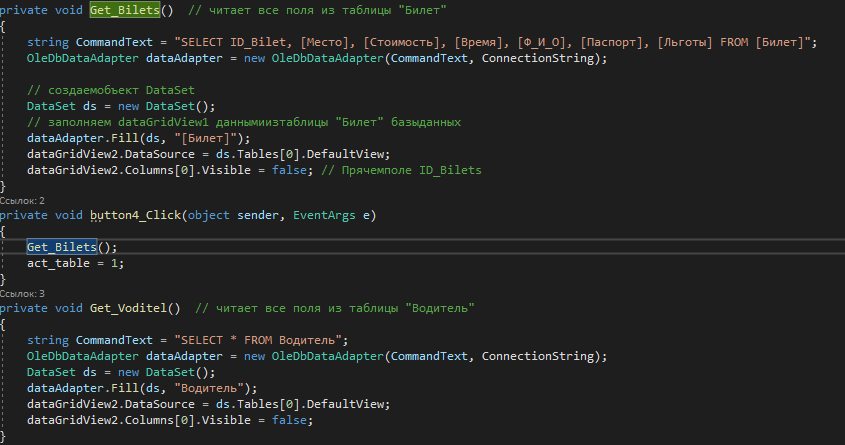 private void Get_Bilets()  // читает все поля из таблицы "Билет"
{
    string CommandText = "SELECT ID_Bilet, [Место], [Стоимость], [Время], [Ф_И_О], [Паспорт], [Льготы] FROM [Билет]";
    OleDbDataAdapter dataAdapter = new OleDbDataAdapter(CommandText, ConnectionString);
    // создаемобъект DataSet
    DataSet ds = new DataSet();
    // заполняем dataGridView1 даннымиизтаблицы "Билет" базыданных
    dataAdapter.Fill(ds, "[Билет]");
    dataGridView2.DataSource = ds.Tables[0].DefaultView;
    dataGridView2.Columns[0].Visible = false; // Прячемполе ID_Bilets
}
Ссылок: 2
private void button4_Click(object sender, EventArgs e)
{
    Get_Bilets();
    act_table = 1;
}
Ссылок: 3
private void Get_Voditel()  // читает все поля из таблицы "Водитель"
{
    string CommandText = "SELECT * FROM Водитель";
    OleDbDataAdapter dataAdapter = new OleDbDataAdapter(CommandText, ConnectionString);
    DataSet ds = new DataSet();
    dataAdapter.Fill(ds, "Водитель");
    dataGridView2.DataSource = ds.Tables[0].DefaultView;
    dataGridView2.Columns[0].Visible = false;
}